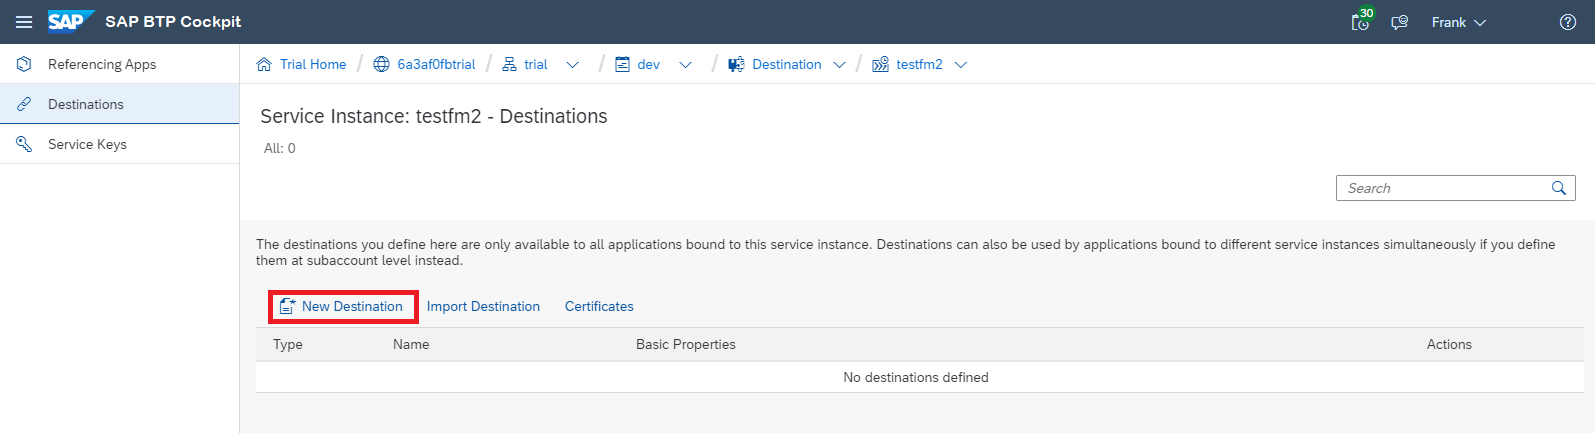 SAP SAP BTP Cockpit
30
Frank
Referencing Apps
Destinations
Service Keys
Trial Home / 6a3af0fbtrial / trial / dev / Destination / testfm2
Service Instance: testfm2 - Destinations
All: 0
Search
The destinations you define here are only available to all applications bound to this service instance. Destinations can also be used by applications bound to different service instances simultaneously if you define
them at subaccount level instead.
New Destination Import Destination Certificates
Type Name Basic Properties Actions
No destinations defined